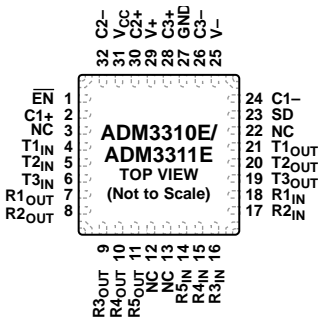 32 C2–
31 VCC
30 C2+
29 V+
28 C3+
27 GND
26 C3–
25 V–
EN 1
C1+ 2
NC 3
T1IN 4
T2IN 5
T3IN 6
R1OUT 7
R2OUT 8
ADM3310E/
ADM3311E
TOP VIEW
(Not to Scale)
24 C1–
23 SD
22 NC
21 T1OUT
20 T2OUT
19 T3OUT
18 R1IN
17 R2IN
R3OUT 9
R4OUT 10
R5OUT 11
NC 12
NC 13
R5IN 14
R4IN 15
R3IN 16